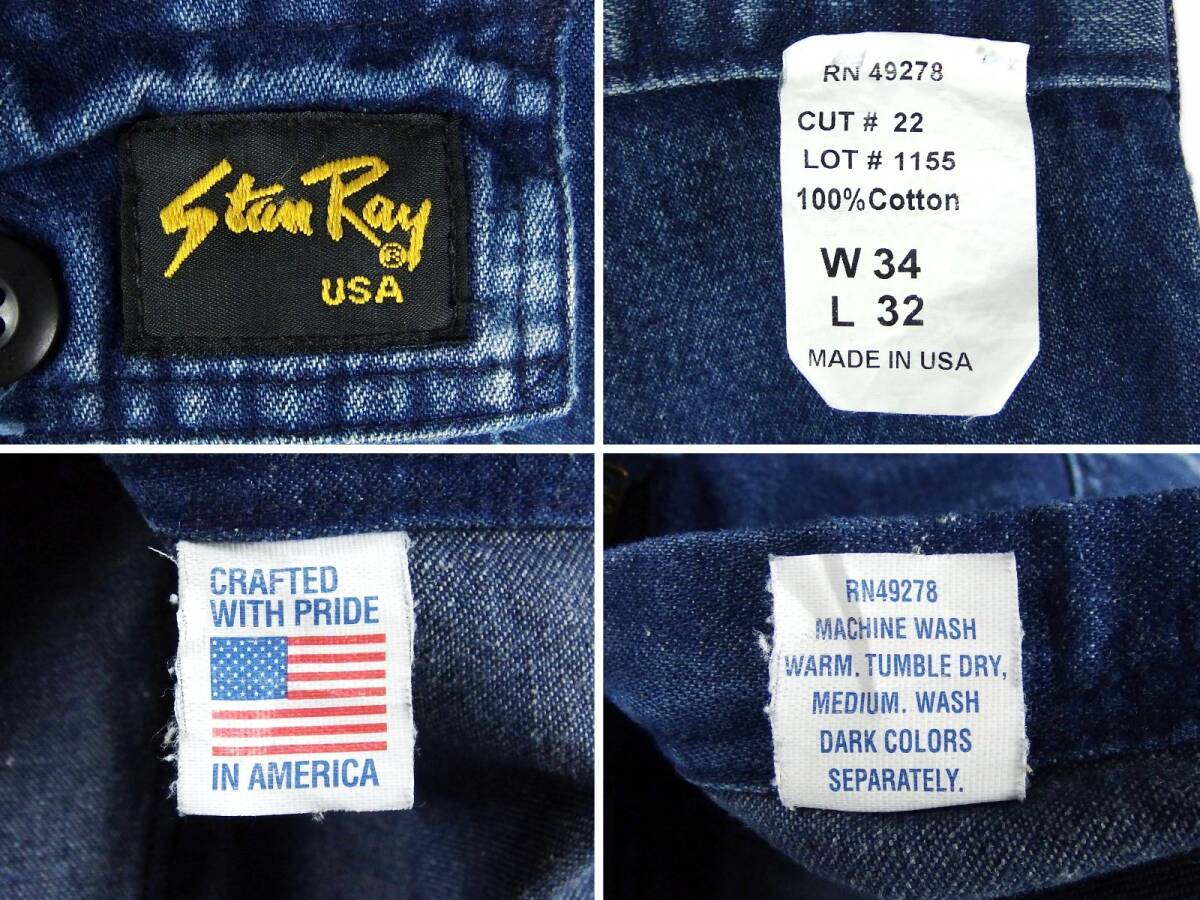 Stan Ray
®
USA
RN 49278
CUT # 22
LOT # 1155
100%Cotton
W 34
L 32
MADE IN USA
CRAFTED
WITH PRIDE
IN AMERICA
RN49278
MACHINE WASH
WARM. TUMBLE DRY,
MEDIUM. WASH
DARK COLORS
SEPARATELY.